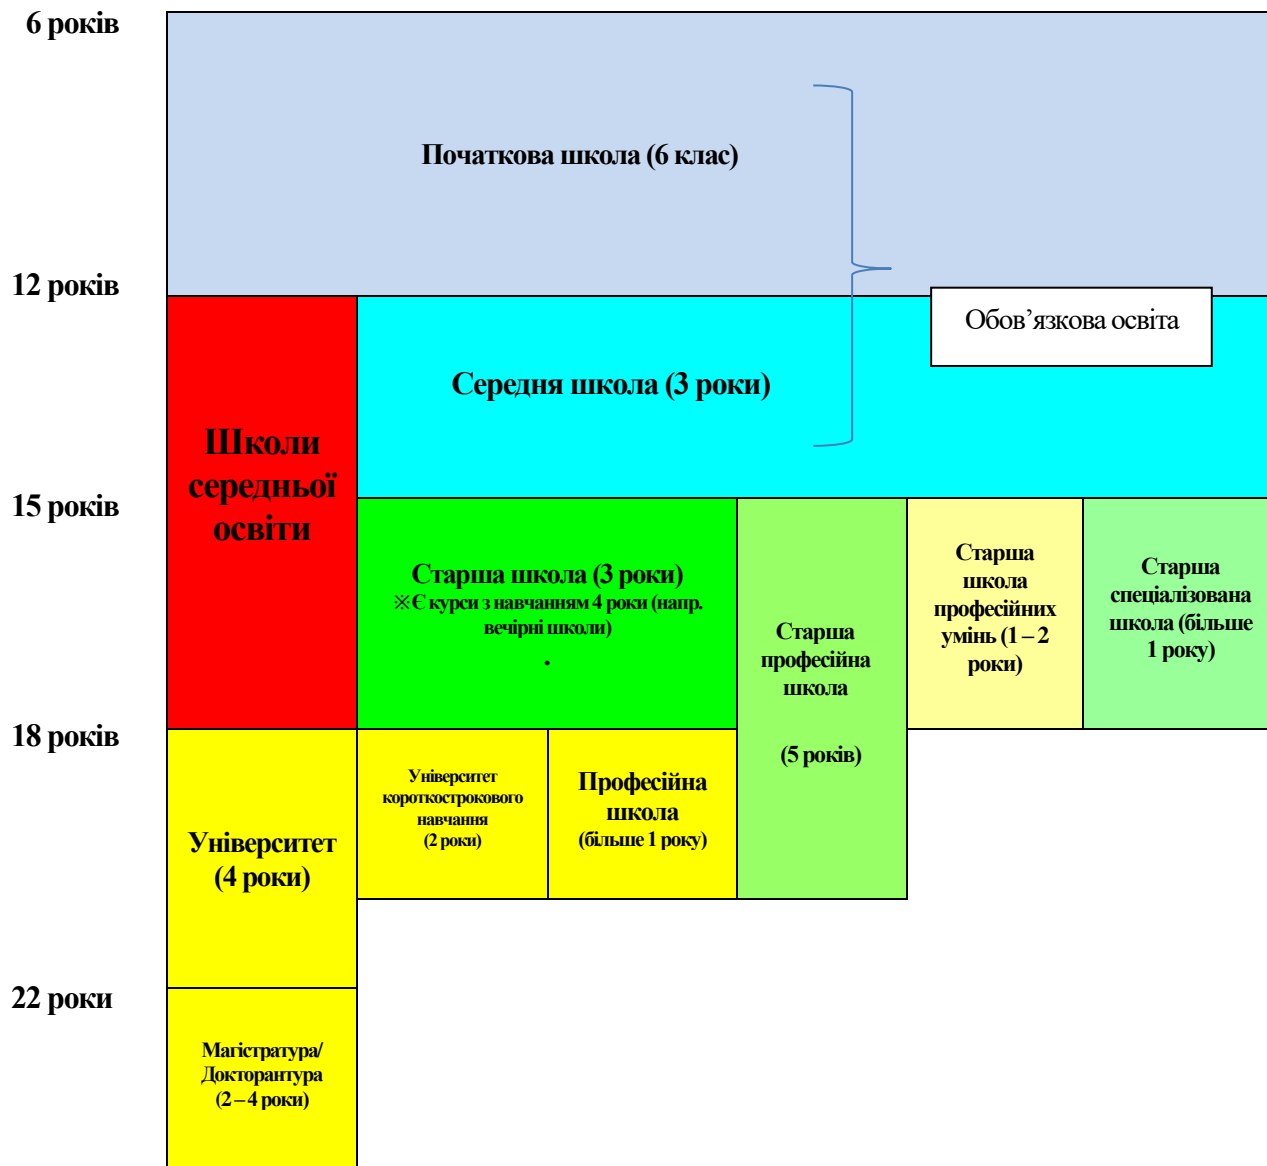 6 років
Початкова школа (6 клас)
12 років
Обов’язкова освіта
Середня школа (3 роки)
Школи
середньої
освіти
15 років
Старша школа (3 роки)
※Є курси з навчанням 4 роки (напр.
вечірні школи)
.
Старша
професійна
школа
(5 років)
Старша
школа
професійних
умінь (1 – 2
роки)
Старша
спеціалізована
школа (більше
1 року)
18 років
Університет
(4 роки)
Університет
короткострокового
навчання
(2 роки)
Професійна
школа
(більше 1 року)
22 роки
Магістратура/
Докторантура
(2 – 4 роки)